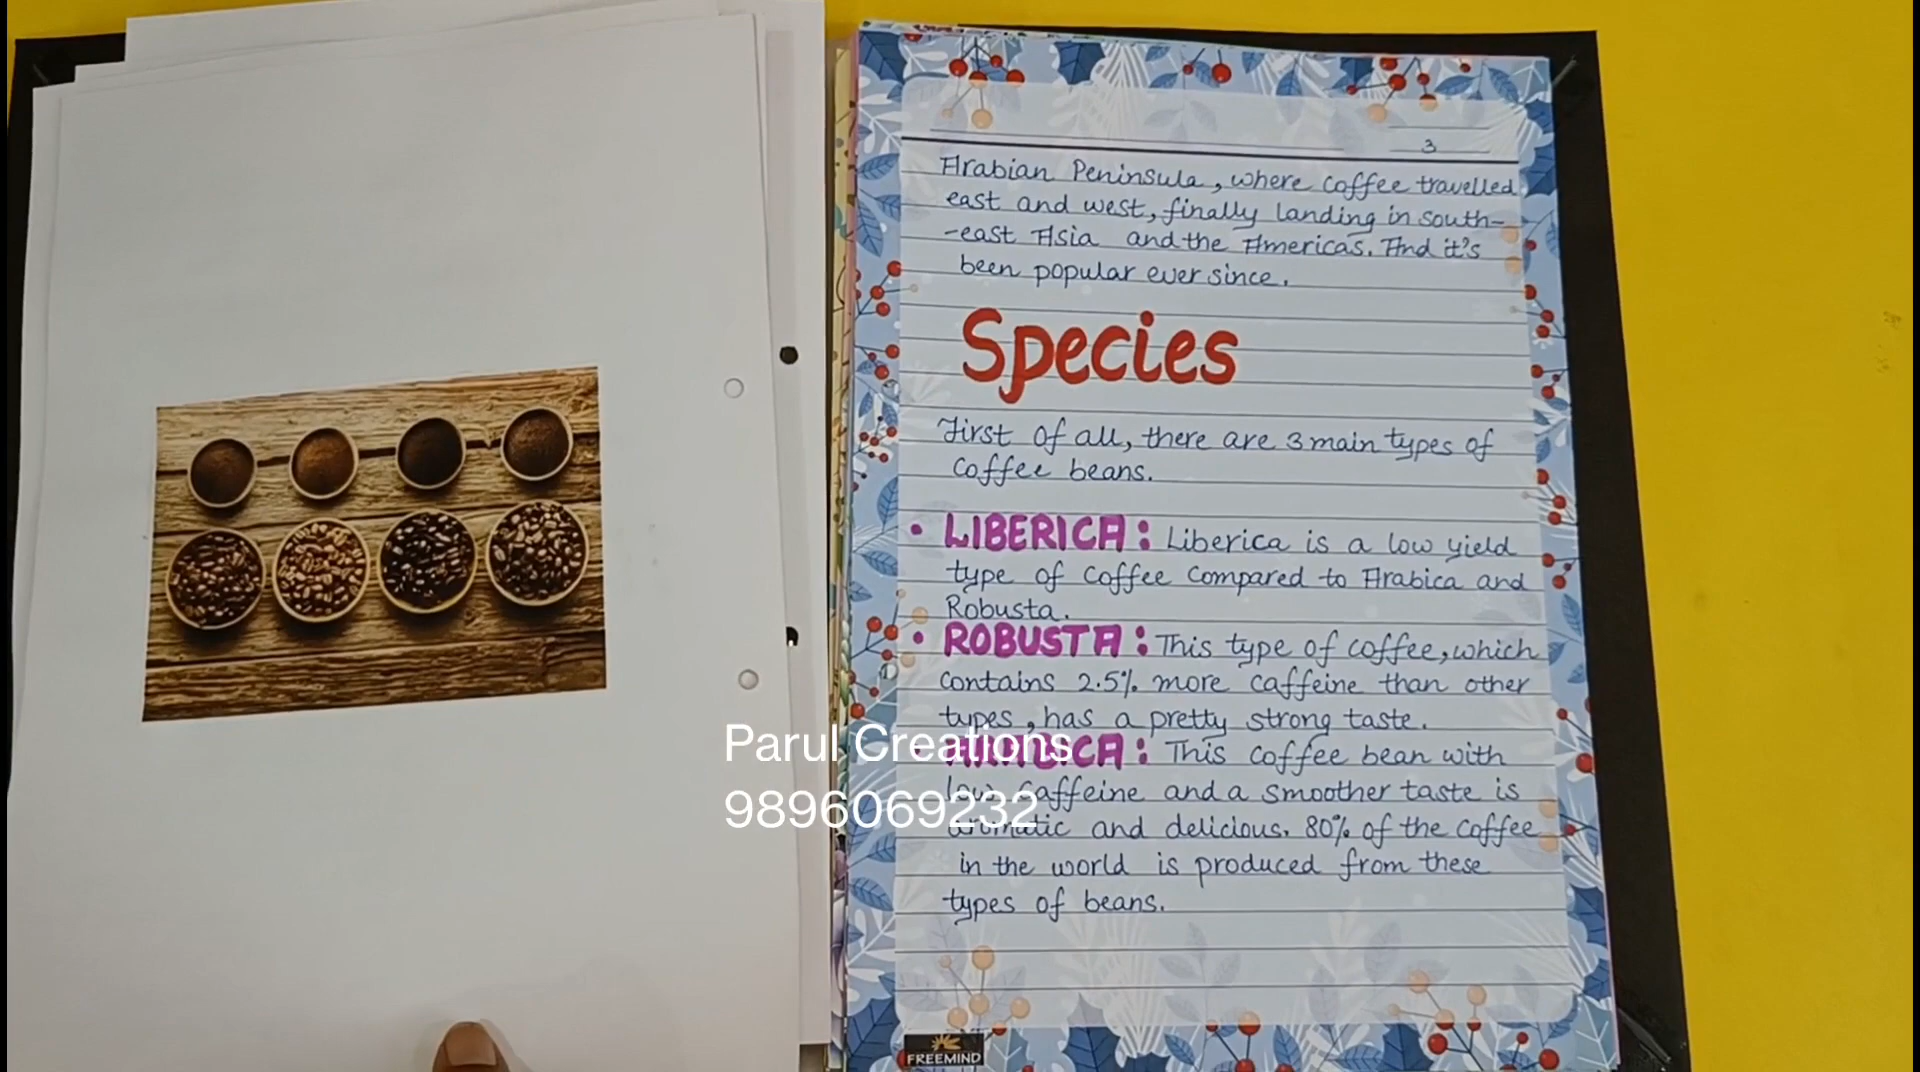 3
Arabian Peninsula, where coffee travelled
east and west, finally landing in south-
-east Asia and the Americas. And it's
been popular ever since.
Species
First of all, there are 3 main types of
coffee beans.
• LIBERICA: Liberica is a low yield
type of coffee compared to Arabica and
Robusta.
• ROBUSTA: This type of coffee, which
contains 2.5% more caffeine than other
types, has a pretty strong taste.
Parul Creations
• ARABICA: This coffee bean with
low caffeine and a smoother taste is
9896069232
aromatic and delicious. 80% of the coffee
in the world is produced from these
types of beans.
FREEMIND